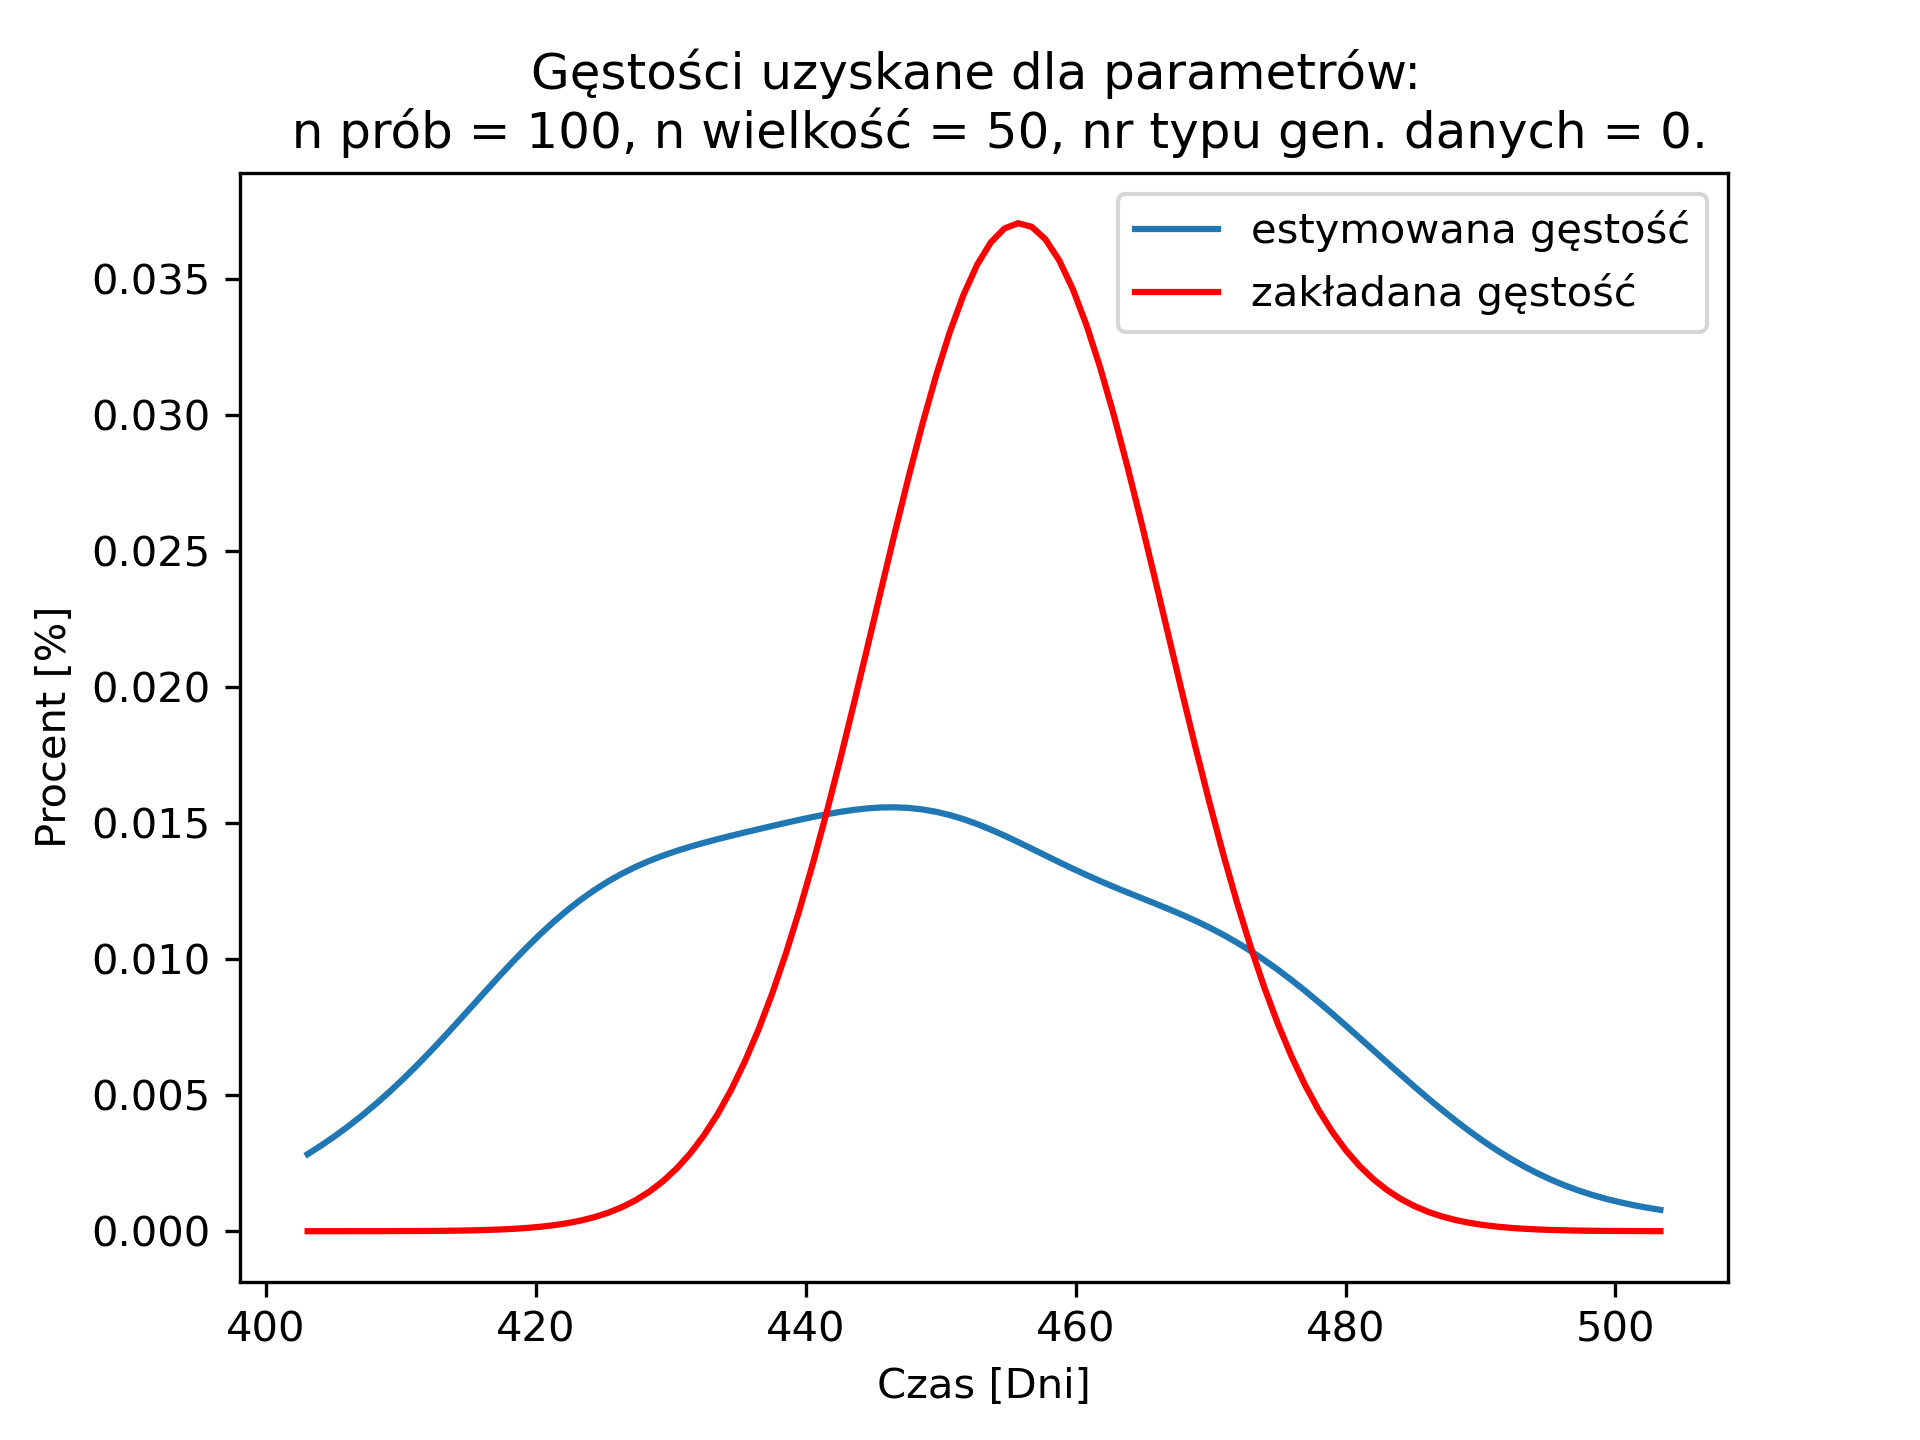 Gęstości uzyskane dla parametrów:
n prób = 100, n wielkość = 50, nr typu gen. danych = 0.
estymowana gęstość
zakładana gęstość
0.035
0.030
0.025
0.020
0.015
0.010
0.005
0.000
Procent [%]
400 420 440 460 480 500
Czas [Dni]